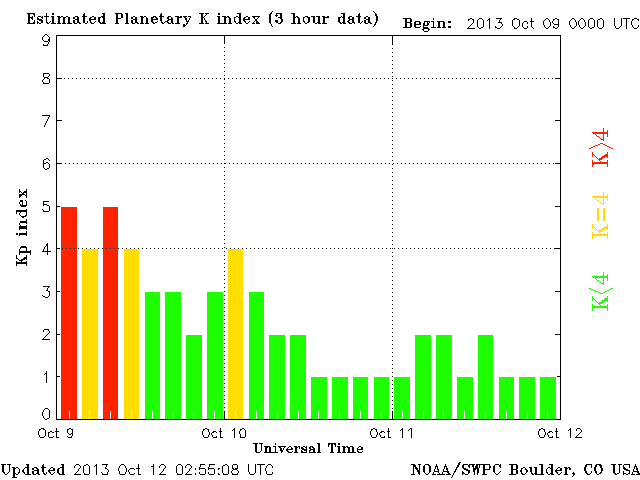 Estimated Planetary K index (3 hour data)
Begin: 2013 Oct 09 0000 UTC
9
8
7
6
5
4
3
2
1
0
Kp index
K>4
K=4
K<4
Oct 9
Oct 10
Oct 11
Oct 12
Universal Time
Updated 2013 Oct 12 02:55:08 UTC
NOAA/SWPC Boulder, CO USA